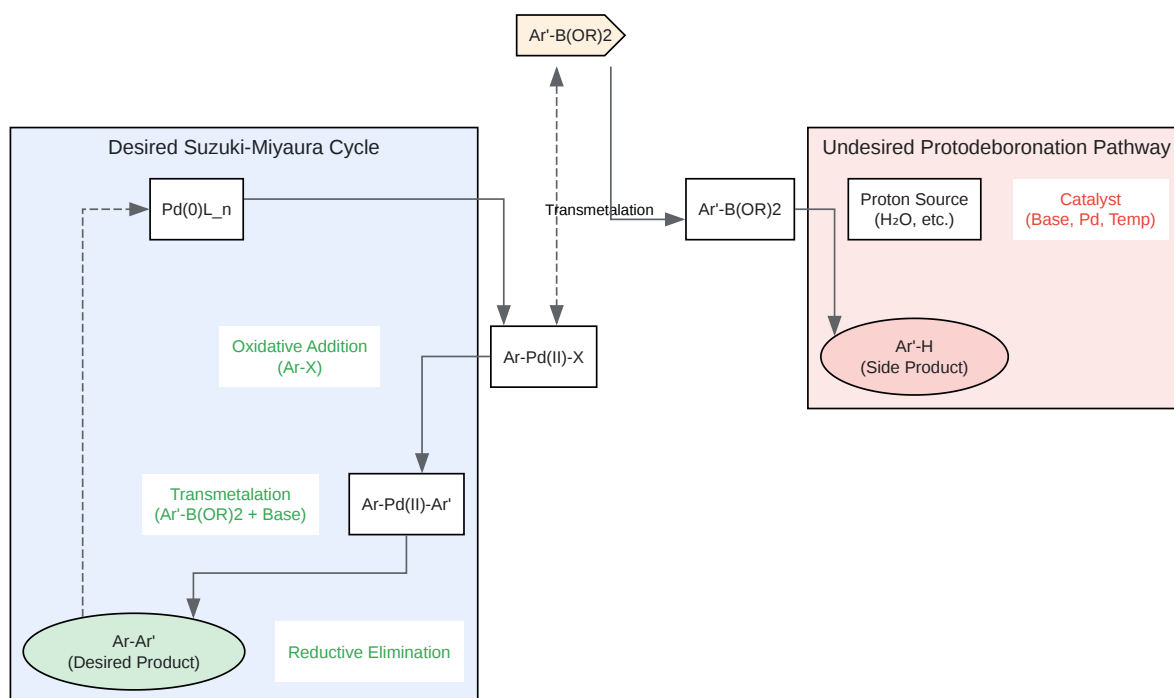 Ar'-B(OR)2
Desired Suzuki-Miyaura Cycle
Undesired Protodeboronation Pathway
Pd(0)L_n
Transmetalation
Ar'-B(OR)2
Proton Source
(H₂O, etc.)
Catalyst
(Base, Pd, Temp)
Oxidative Addition
(Ar-X)
Ar-Pd(II)-X
Ar'-H
(Side Product)
Transmetalation
(Ar'-B(OR)2 + Base)
Ar-Pd(II)-Ar'
Ar-Ar'
(Desired Product)
Reductive Elimination